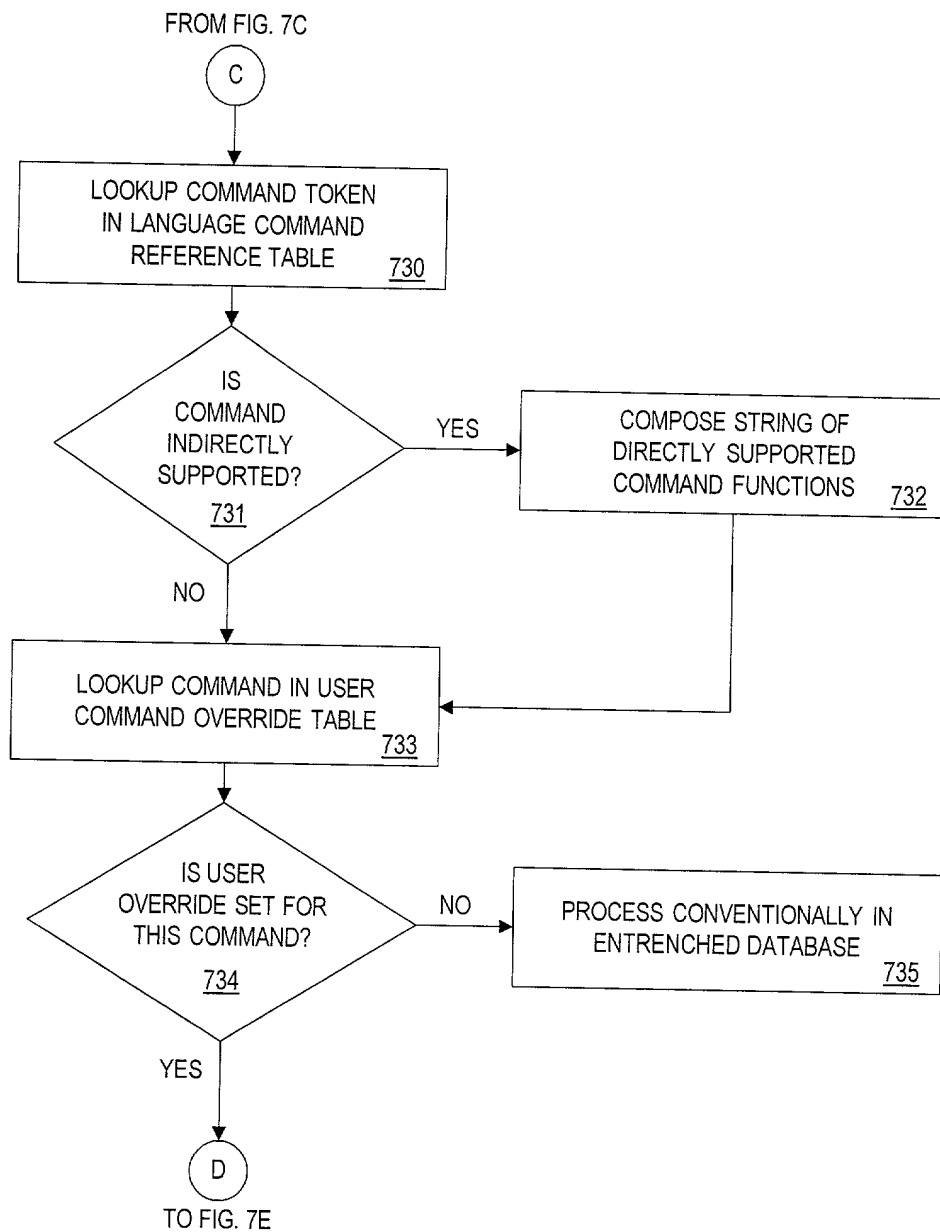 FROM FIG. 7C
C
LOOKUP COMMAND TOKEN
IN LANGUAGE COMMAND
REFERENCE TABLE
730
IS
COMMAND
INDIRECTLY
SUPPORTED?
731
YES
COMPOSE STRING OF
DIRECTLY SUPPORTED
COMMAND FUNCTIONS
732
NO
LOOKUP COMMAND IN USER
COMMAND OVERRIDE TABLE
733
IS USER
OVERRIDE SET FOR
THIS COMMAND?
734
NO
PROCESS CONVENTIONALLY IN
ENTRENCHED DATABASE
735
YES
D
TO FIG. 7E